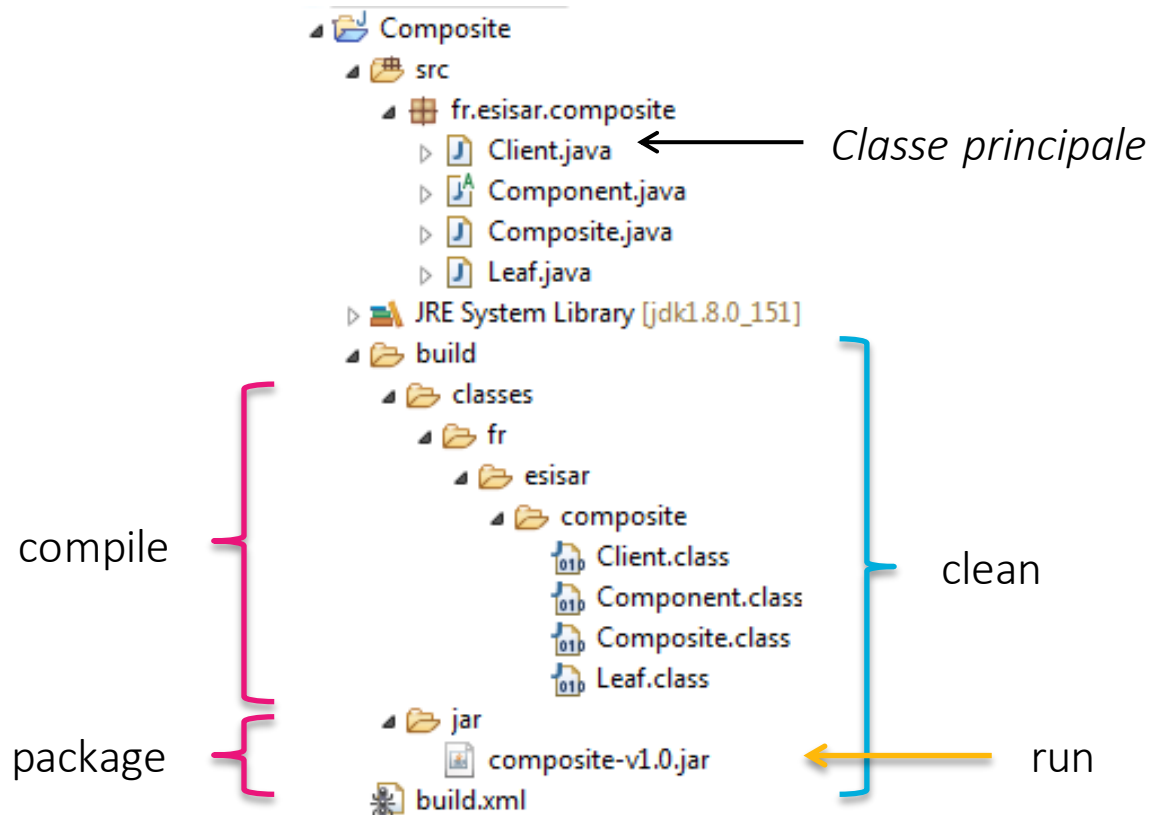 Composite
src
fr.esisar.composite
Client.java
Classe principale
Component.java
Composite.java
Leaf.java
JRE System Library [jdk1.8.0_151]
build
classes
fr
esisar
composite
compile
Client.class
clean
Component.class
Composite.class
Leaf.class
jar
package
composite-v1.0.jar
run
build.xml